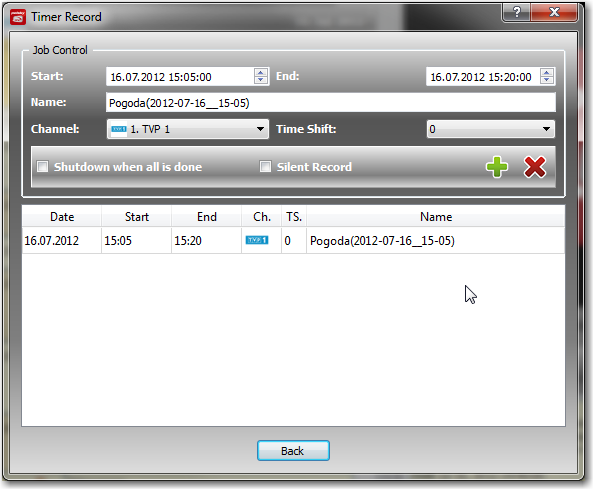 Timer Record
Job Control
Start: 16.07.2012 15:05:00 End: 16.07.2012 15:20:00
Name: Pogoda(2012-07-16__15-05)
Channel: TVP 1 1. TVP 1 Time Shift: 0
Shutdown when all is done Silent Record
Date Start End Ch. TS. Name
16.07.2012 15:05 15:20 TVP 1 0 Pogoda(2012-07-16__15-05)
Back